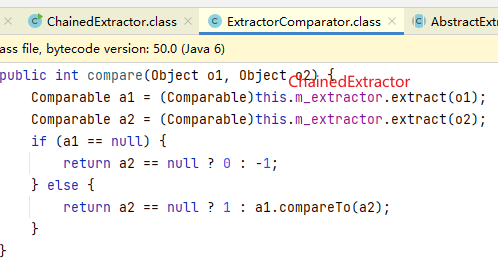 ChainedExtractor.class × ExtractorComparator.class × AbstractExt
ass file, bytecode version: 50.0 (Java 6)
public int compare(Object o1, Object o2) {
ChainedExtractor
Comparable a1 = (Comparable)this.m_extractor.extract(o1);
Comparable a2 = (Comparable)this.m_extractor.extract(o2);
if (a1 == null) {
return a2 == null ? 0 : -1;
} else {
return a2 == null ? 1 : a1.compareTo(a2);
}
}